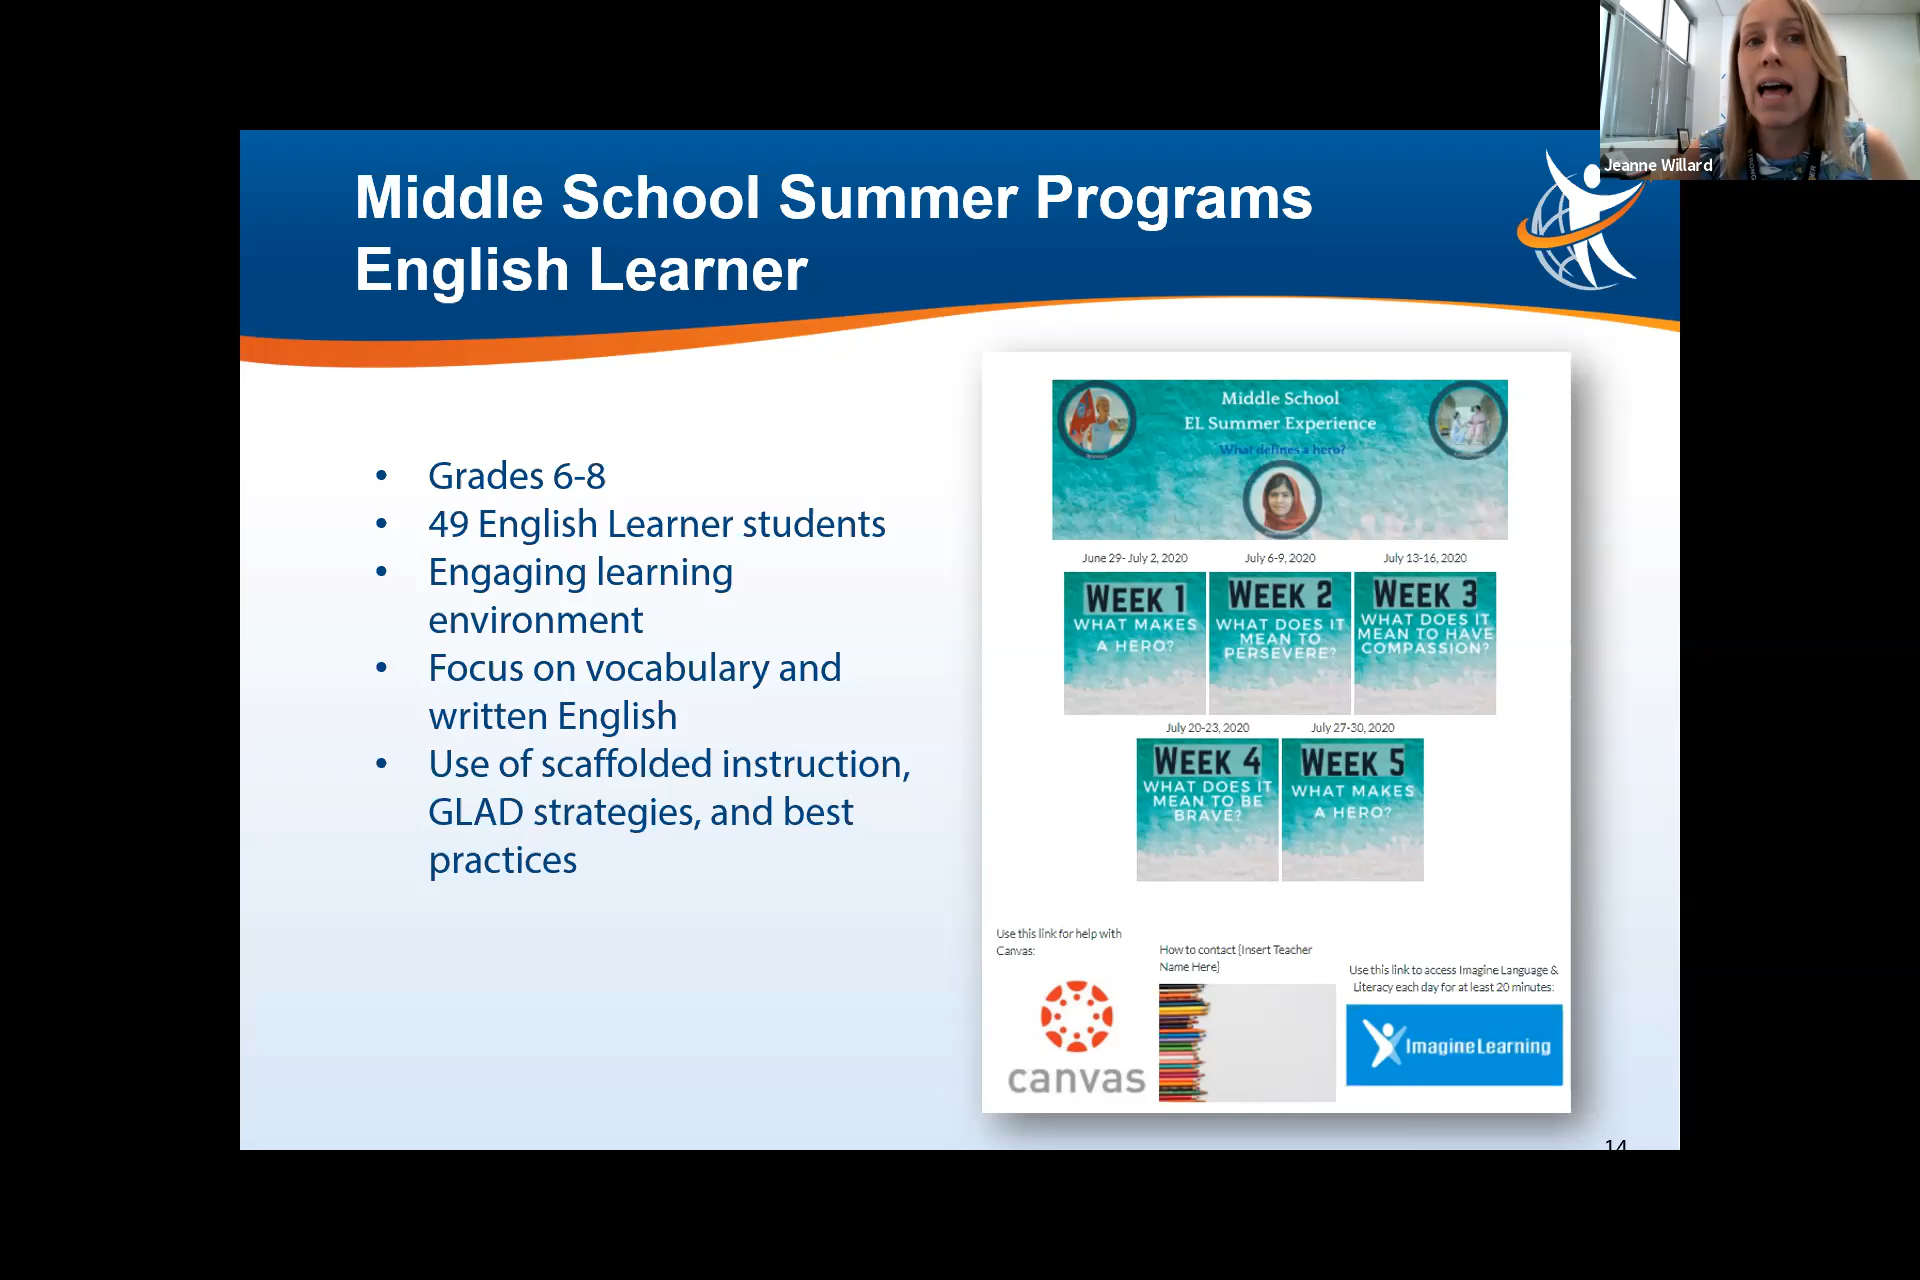 Jeanne Willard
Middle School Summer Programs
English Learner
• Grades 6-8
• 49 English Learner students
• Engaging learning
environment
• Focus on vocabulary and
written English
• Use of scaffolded instruction,
GLAD strategies, and best
practices
Middle School
EL Summer Experience
What defines a hero?
June 29- July 2, 2020
July 6-9, 2020
July 13-16, 2020
WEEK 1
WHAT MAKES
A HERO?
WEEK 2
WHAT DOES IT
MEAN TO
PERSEVERE?
WEEK 3
WHAT DOES IT
MEAN TO HAVE
COMPASSION?
July 20-23, 2020
July 27-30, 2020
WEEK 4
WHAT DOES IT
MEAN TO BE
BRAVE?
WEEK 5
WHAT MAKES
A HERO?
Use this link for help with
Canvas:
canvas
How to contact {Insert Teacher
Name Here}
Use this link to access Imagine Language &
Literacy each day for at least 20 minutes:
ImagineLearning
14